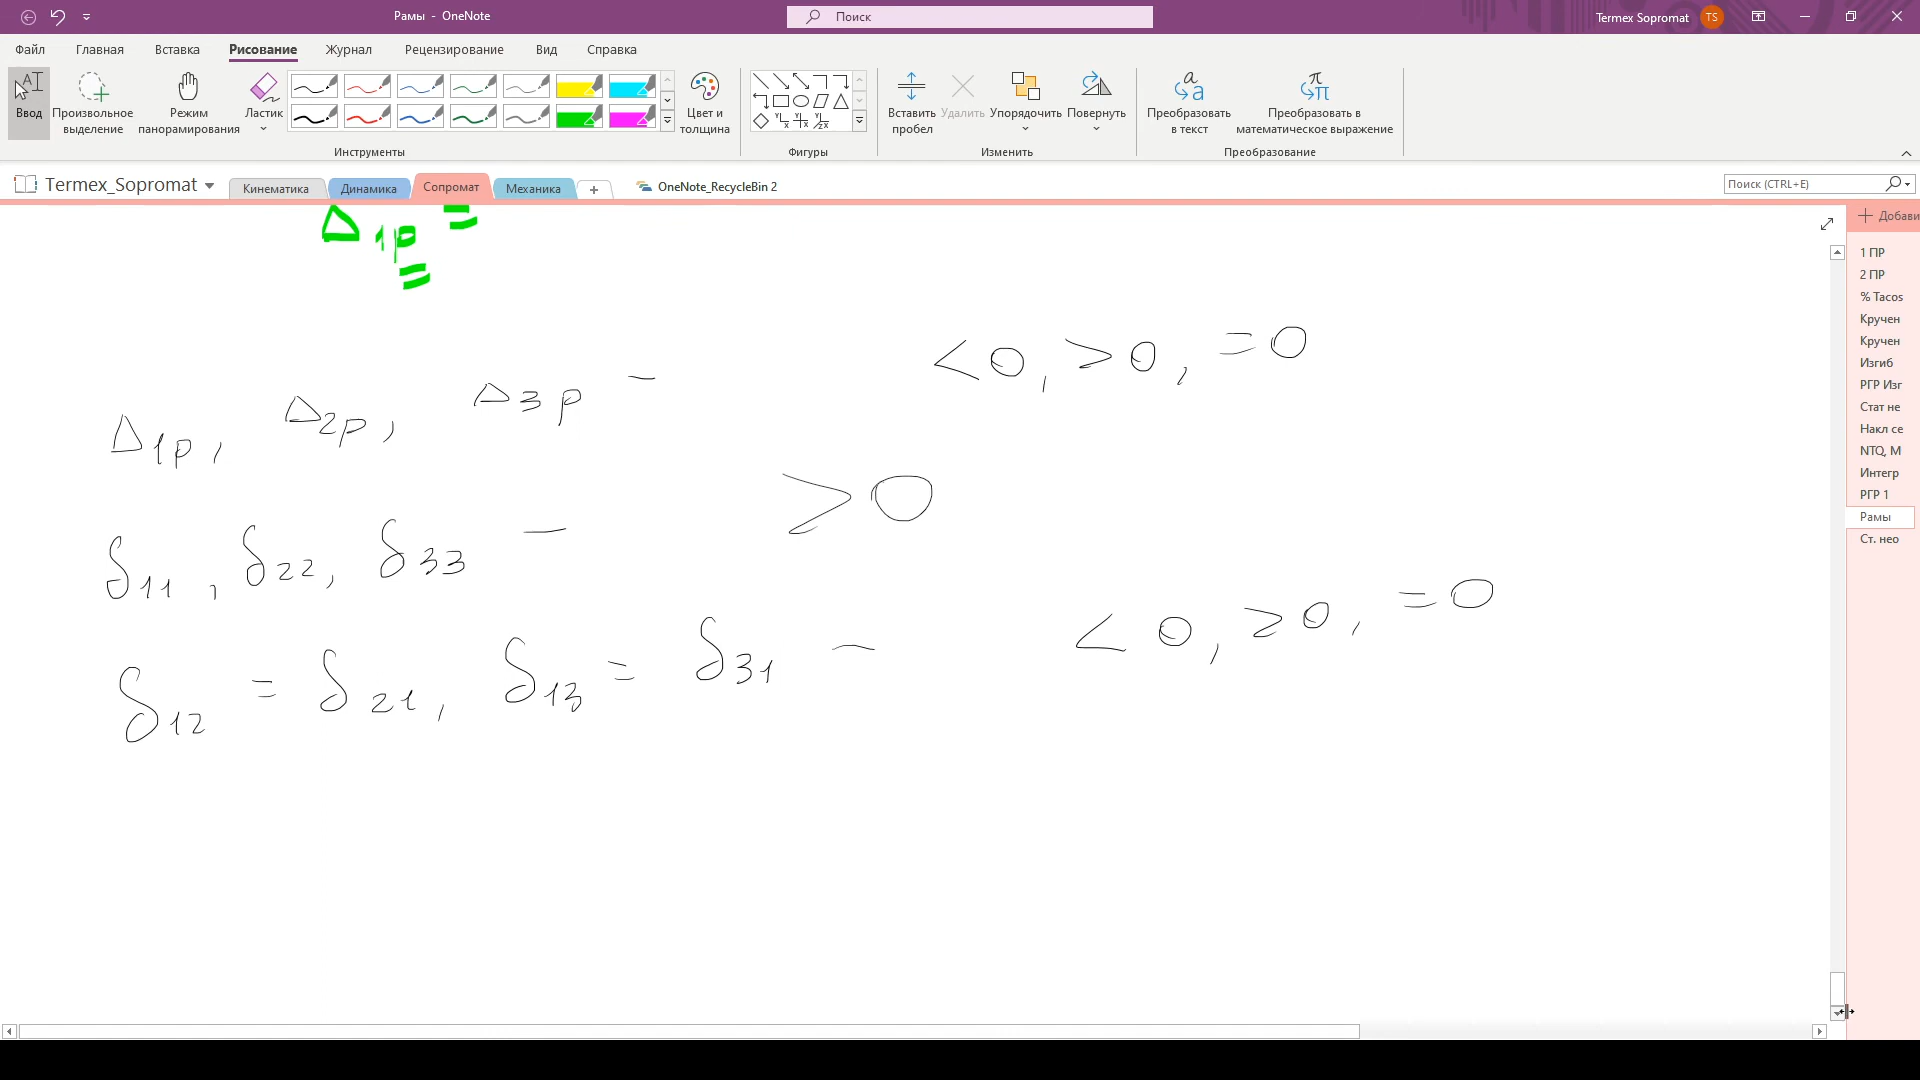 Рамы - OneNote
Поиск
Termex Sopromat
TS
Файл Главная Вставка Рисование Журнал Рецензирование Вид Справка
Ввод
Произвольное выделение
Режим панорамирования
Ластик
Цвет и толщина
Вставить пробел
Удалить
Упорядочить
Повернуть
Преобразовать в текст
Преобразовать в математическое выражение
Инструменты Фигуры Изменить Преобразование
Termex_Sopromat Кинематика Динамика Сопромат Механика + OneNote_RecycleBin 2
Поиск (CTRL+E)
Добави
1 ПР
2 ПР
% Tacos
Кручен
Кручен
Изгиб
РГР Изг
Стат не
Накл се
NTQ, M
Интегр
РГР 1
Рамы
Ст. нео
Δ1p =
=
Δ1p, Δ2p, Δ3p – <0, >0, =0
δ11, δ22, δ33 – >0
δ12 = δ21, δ13 = δ31 – <0, >0, =0